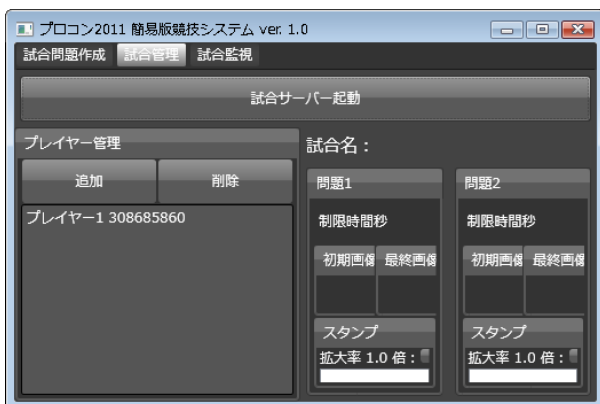 プロコン2011 簡易版競技システム ver. 1.0
試合問題作成 試合管理 試合監視
試合サーバー起動
プレイヤー管理
追加 削除
プレイヤー1 308685860
試合名：
問題1
制限時間秒
初期画像 最終画像
スタンプ
拡大率 1.0 倍：
問題2
制限時間秒
初期画像 最終画像
スタンプ
拡大率 1.0 倍：